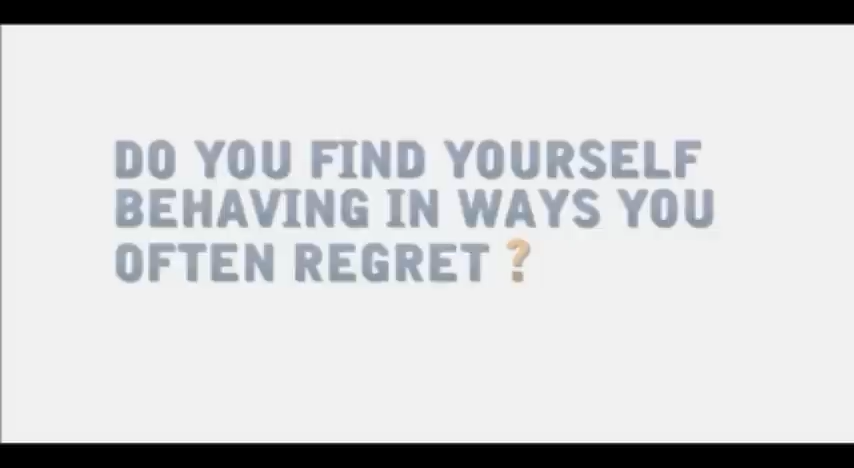 DO YOU FIND YOURSELF
BEHAVING IN WAYS YOU
OFTEN REGRET ?